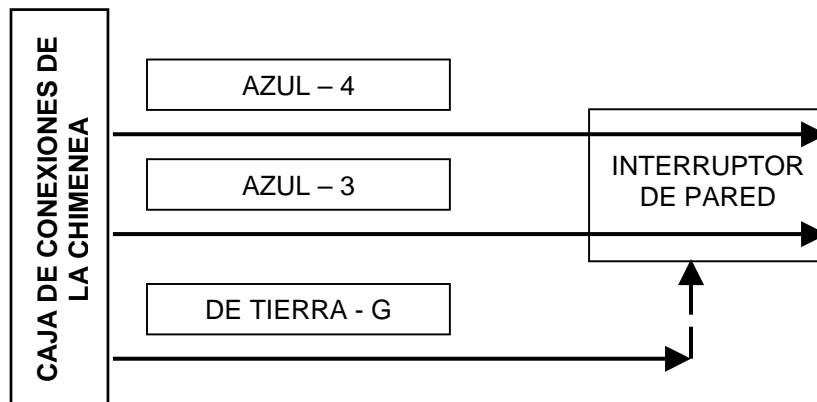 CAJA DE CONEXIONES DE
LA CHIMENEA
AZUL – 4
AZUL – 3
DE TIERRA - G
INTERRUPTOR
DE PARED